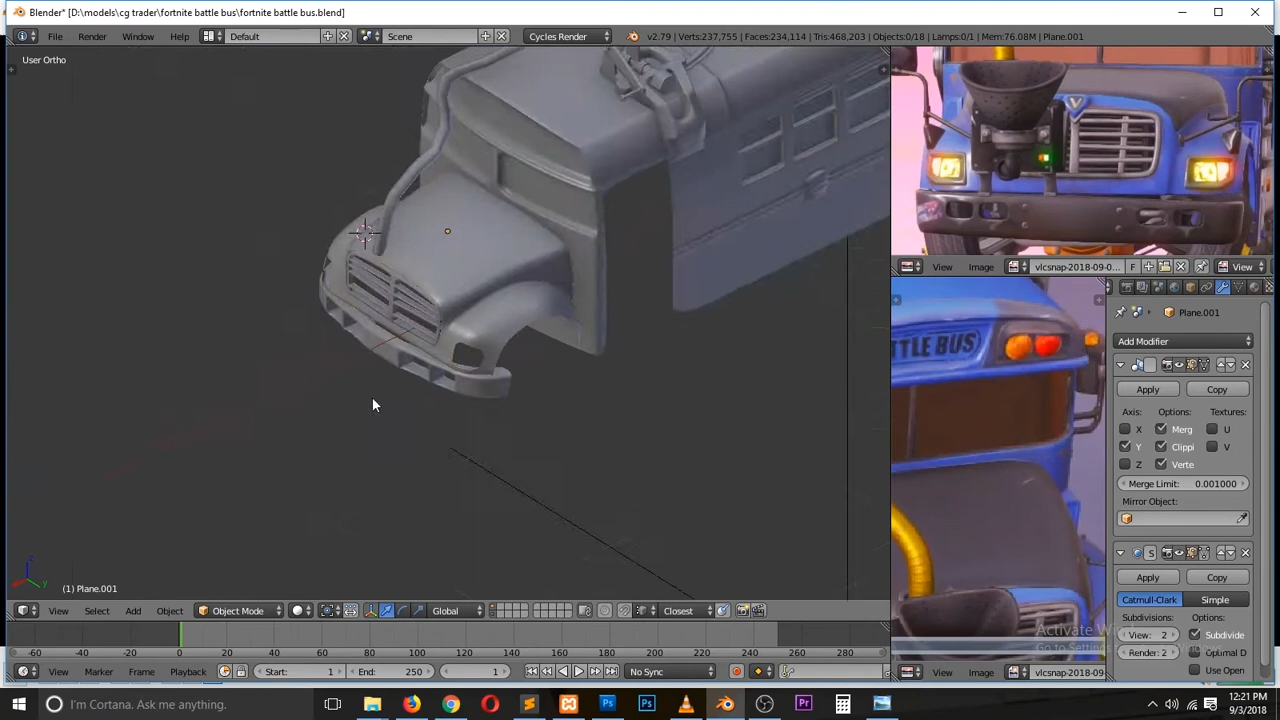 Blender* [D:\models\cg trader\fortnite battle bus\fortnite battle bus.blend]
File Render Window Help Default Scene Cycles Render v2.79 | Verts:237,755 | Faces:234,114 | Tris:468,203 | Objects:0/18 | Lamps:0/1 | Mem:76.08M | Plane.001
User Ortho
View Image vlcsnap-2018-09-0... F View
Plane.001
TLE BUS
Add Modifier
Apply Copy
Axis: Options: Textures:
X Merg U
Y Clippi V
Z Verte
Merge Limit: 0.001000
Mirror Object:
S
Apply Copy
Catmull-Clark Simple
Subdivisions: Options:
View: 2 Subdivide
Render: 2 Optimal D
Use Open
(1) Plane.001
View Select Add Object Object Mode Global Closest
-60 -40 -20 0 20 40 60 80 100 120 140 160 180 200 220 240 260 280
View Marker Frame Playback Start: 1 End: 250 1 No Sync
View Image vlcsnap-2018-09
I'm Cortana. Ask me anything.
12:21 PM
9/3/2018